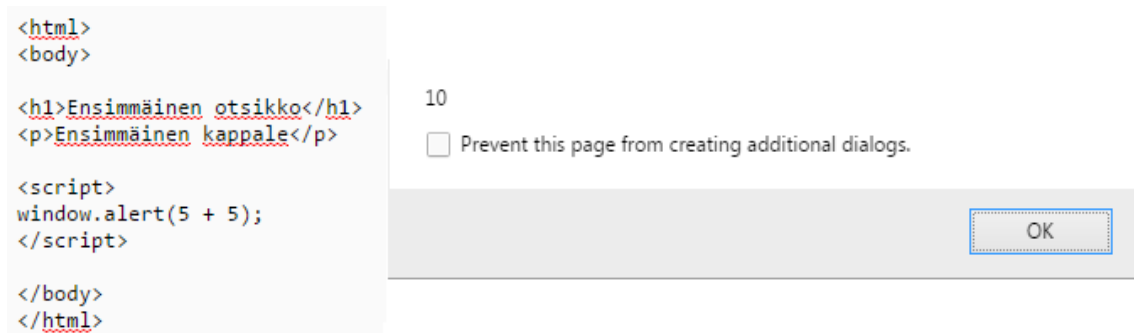 <html>
<body>
<h1>Ensimmäinen otsikko</h1>
<p>Ensimmäinen kappale</p>
<script>
window.alert(5 + 5);
</script>
</body>
</html>
10
Prevent this page from creating additional dialogs.
OK